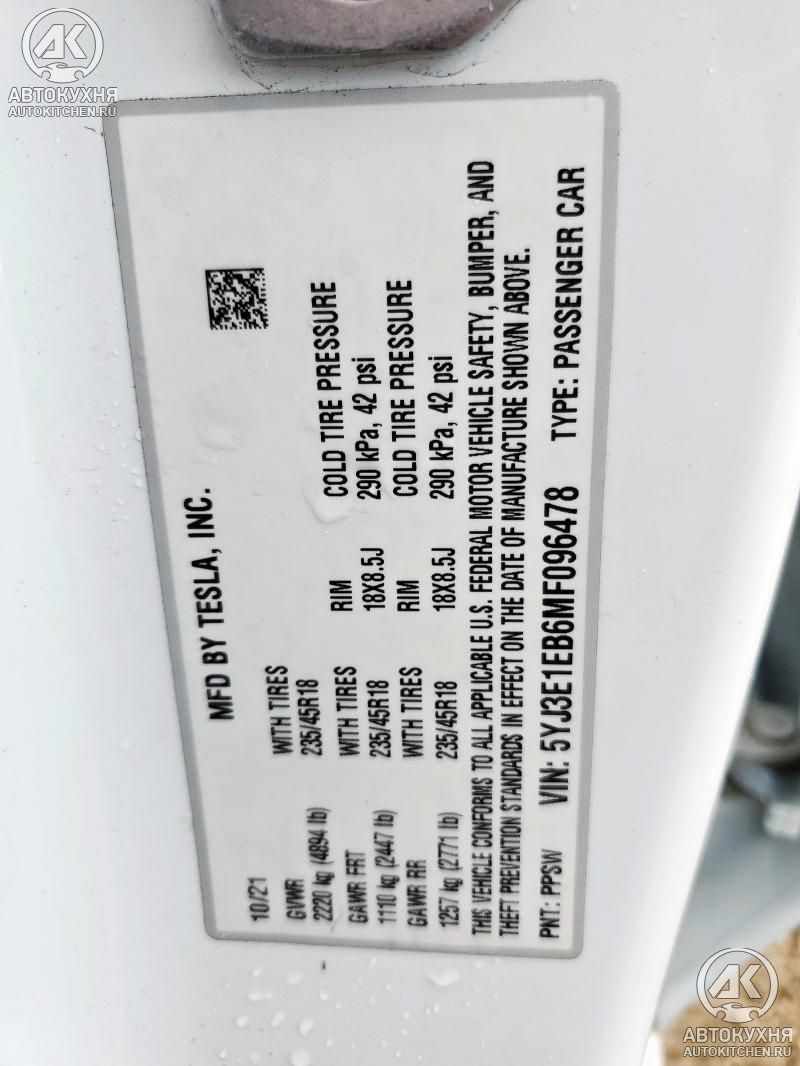 АВТОКУХНЯ
AUTOKITCHEN.RU
MFD BY TESLA, INC.
10/21
GVWR WITH TIRES
2220 kg (4894 lb) 235/45R18 RIM COLD TIRE PRESSURE
GAWR FRT WITH TIRES 18X8.5J 290 kPa, 42 psi
1110 kg (2447 lb) 235/45R18 RIM COLD TIRE PRESSURE
GAWR RR WITH TIRES 18X8.5J 290 kPa, 42 psi
1257 kg (2771 lb) 235/45R18
THIS VEHICLE CONFORMS TO ALL APPLICABLE U.S. FEDERAL MOTOR VEHICLE SAFETY, BUMPER, AND
THEFT PREVENTION STANDARDS IN EFFECT ON THE DATE OF MANUFACTURE SHOWN ABOVE.
PNT: PPSW VIN: 5YJ3E1EB6MF096478 TYPE: PASSENGER CAR
АВТОКУХНЯ
AUTOKITCHEN.RU